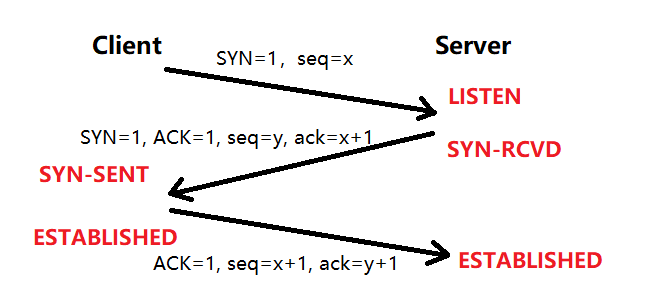 Client
Server
SYN=1, seq=x
LISTEN
SYN=1, ACK=1, seq=y, ack=x+1
SYN-RCVD
SYN-SENT
ESTABLISHED
ESTABLISHED
ACK=1, seq=x+1, ack=y+1